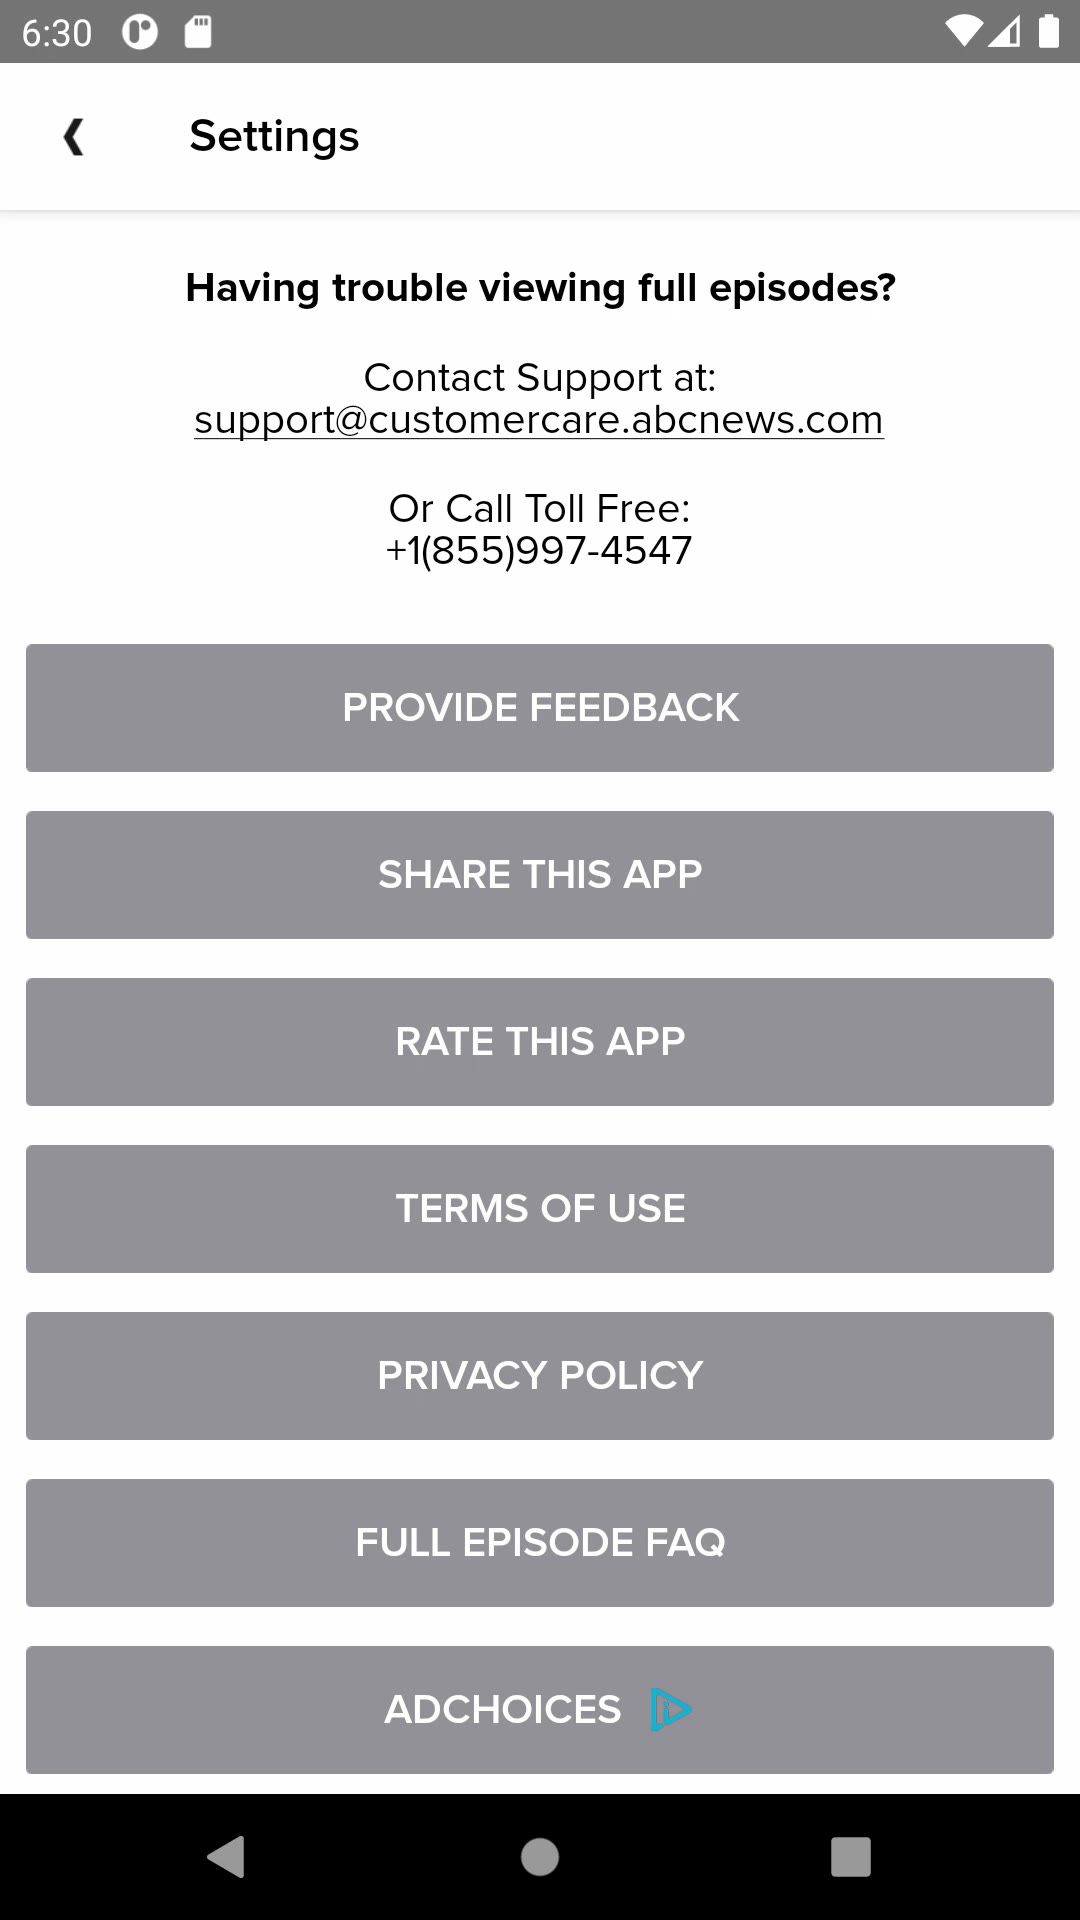 6:30
Settings
Having trouble viewing full episodes?
Contact Support at:
support@customercare.abcnews.com
Or Call Toll Free:
+1(855)997-4547
PROVIDE FEEDBACK
SHARE THIS APP
RATE THIS APP
TERMS OF USE
PRIVACY POLICY
FULL EPISODE FAQ
ADCHOICES